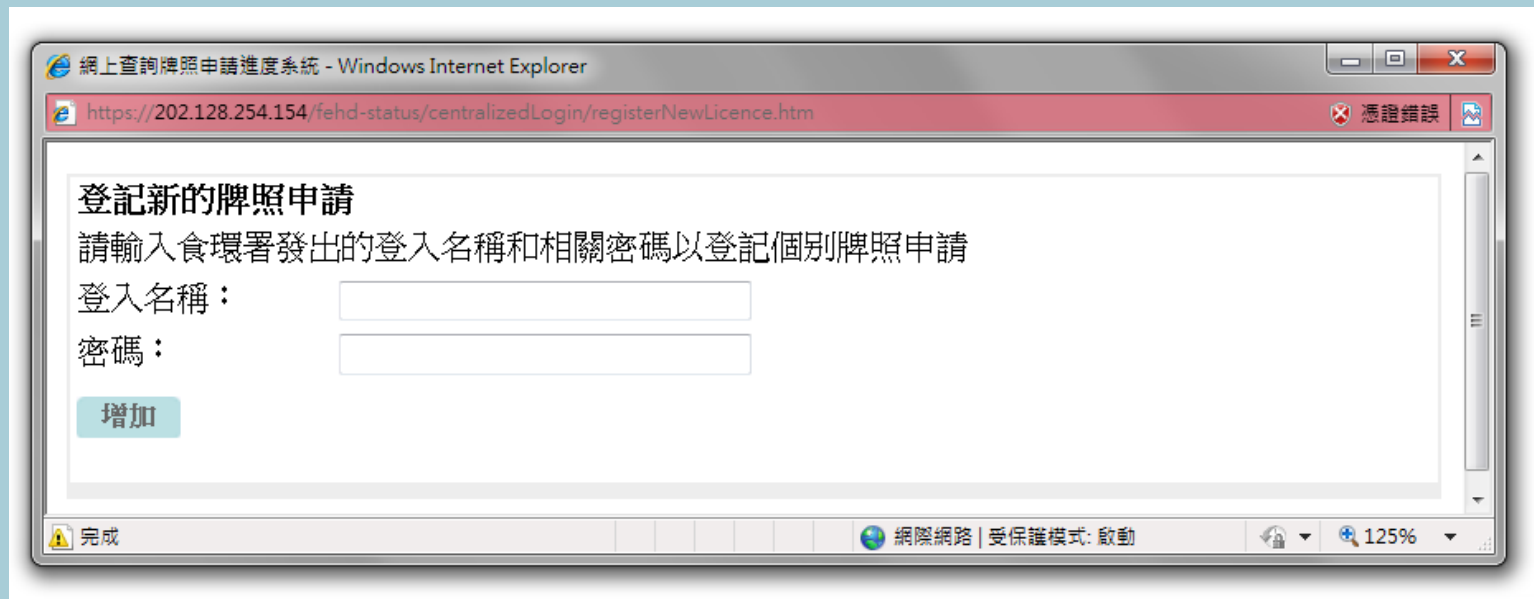 網上查詢牌照申請進度系統 - Windows Internet Explorer
https://202.128.254.154/fehd-status/centralizedLogin/registerNewLicence.htm 憑證錯誤
登記新的牌照申請
請輸入食環署發出的登入名稱和相關密碼以登記個別牌照申請
登入名稱：
密碼：
增加
完成 網際網路 | 受保護模式: 啟動 125%